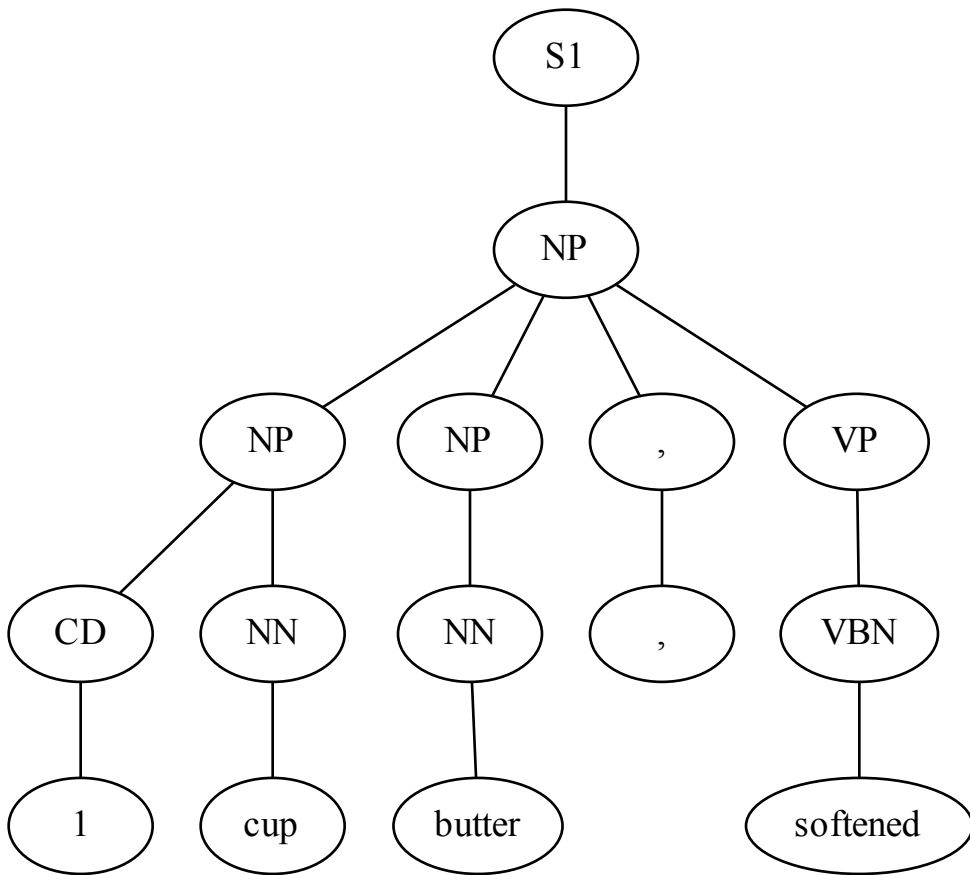 S1
NP
NP NP , VP
CD NN NN , VBN
1 cup butter softened